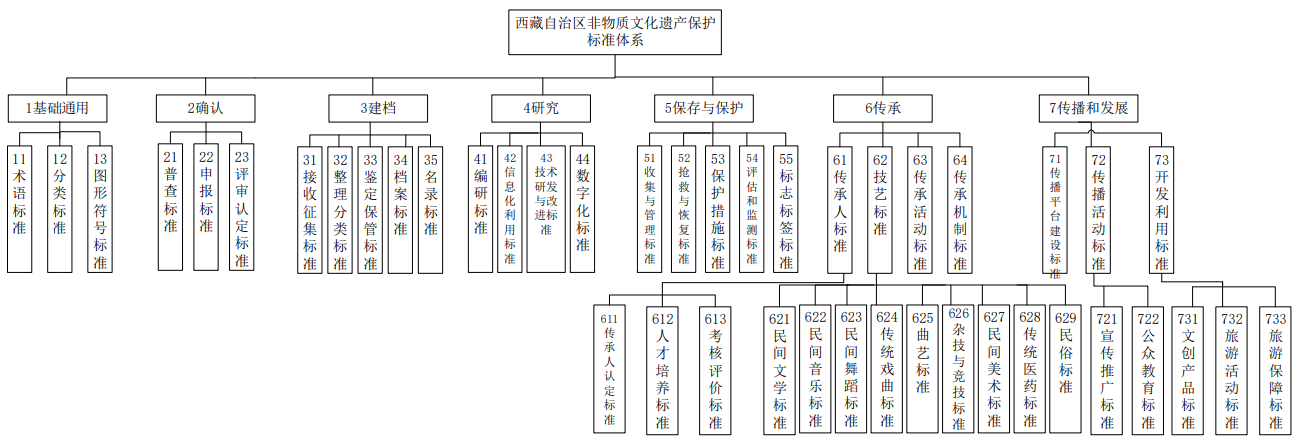 西藏自治区非物质文化遗产保护
标准体系
1基础通用
2确认
3建档
4研究
5保存与保护
6传承
7传播和发展
11术语标准
12分类标准
13图形符号标准
21普查标准
22申报标准
23评审认定标准
31接收征集标准
32整理分类标准
33鉴定保管标准
34档案标准
35名录标准
41编研标准
42信息化利用标准
43技术研发与改进标准
44数字化标准
51收集与管理标准
52抢救与恢复标准
53保护措施标准
54评估和监测标准
55标志标签标准
61传承人标准
62技艺标准
63传承活动标准
64传承机制标准
71传播平台建设标准
72传播活动标准
73开发利用标准
611传承人认定标准
612人才培养标准
613考核评价标准
621民间文学标准
622民间音乐标准
623民间舞蹈标准
624传统戏曲标准
625曲艺标准
626杂技与竞技标准
627民间美术标准
628传统医药标准
629民俗标准
721宣传推广标准
722公众教育标准
731文创产品标准
732旅游活动标准
733旅游保障标准